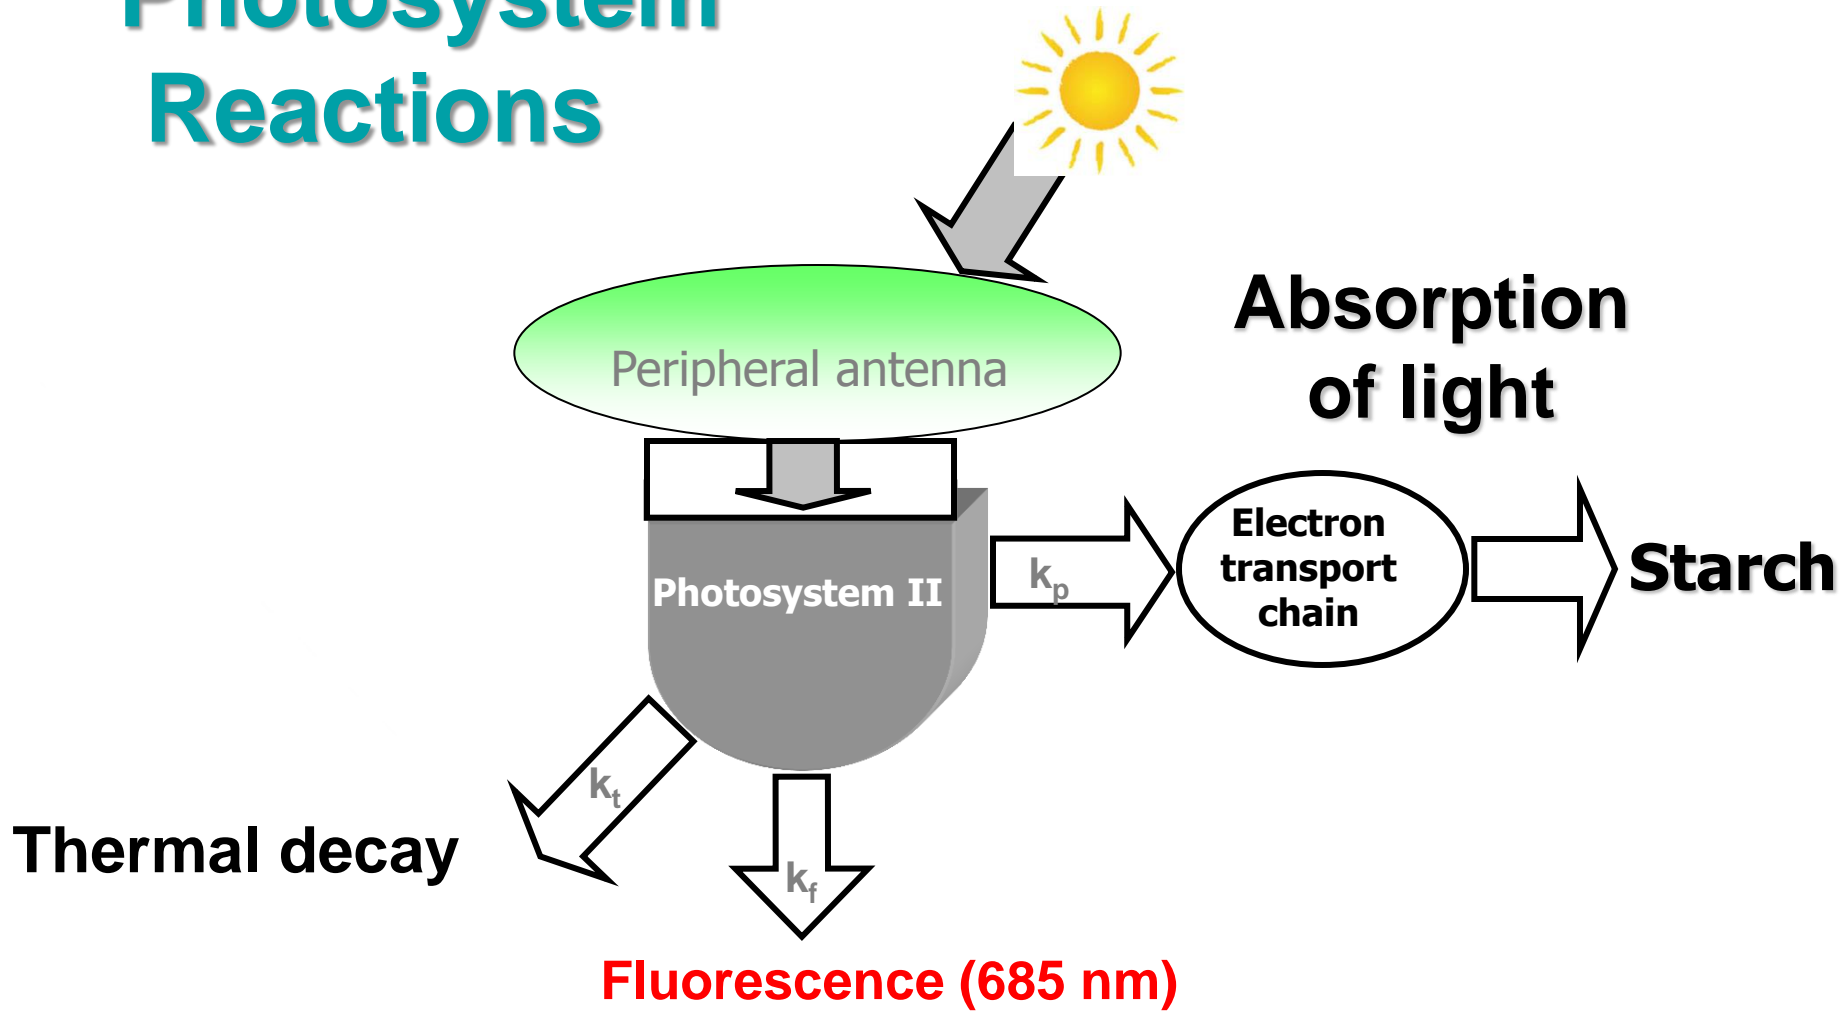 Photosystem
Reactions
Peripheral antenna
Absorption
of light
Photosystem II
kp
Electron
transport
chain
Starch
kt
Thermal decay
kf
Fluorescence (685 nm)